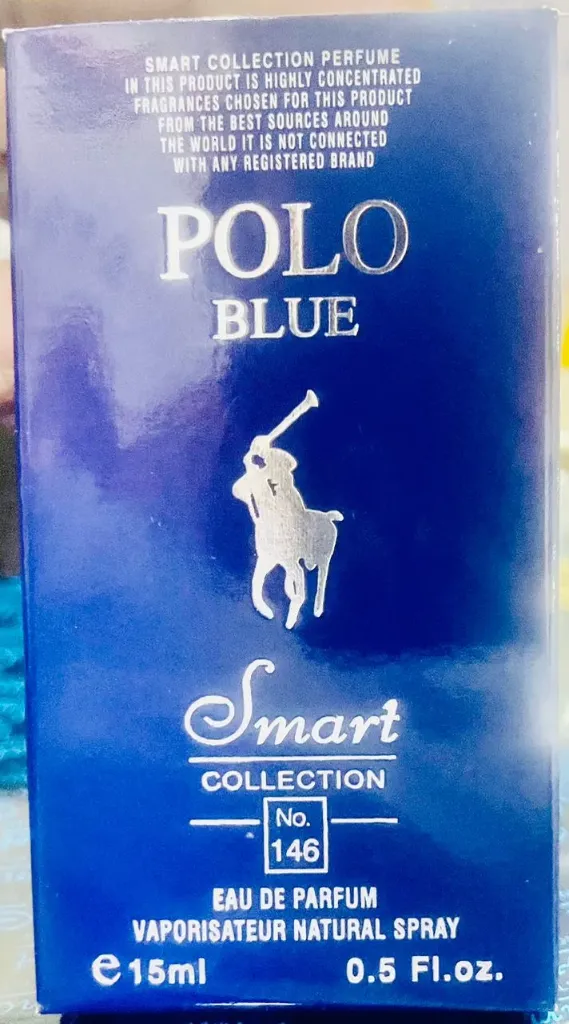 SMART COLLECTION PERFUME
IN THIS PRODUCT IS HIGHLY CONCENTRATED
FRAGRANCES CHOSEN FOR THIS PRODUCT
FROM THE BEST SOURCES AROUND
THE WORLD IT IS NOT CONNECTED
WITH ANY REGISTERED BRAND
POLO
BLUE
Smart
COLLECTION
No.
146
EAU DE PARFUM
VAPORISATEUR NATURAL SPRAY
e 15ml 0.5 Fl.oz.